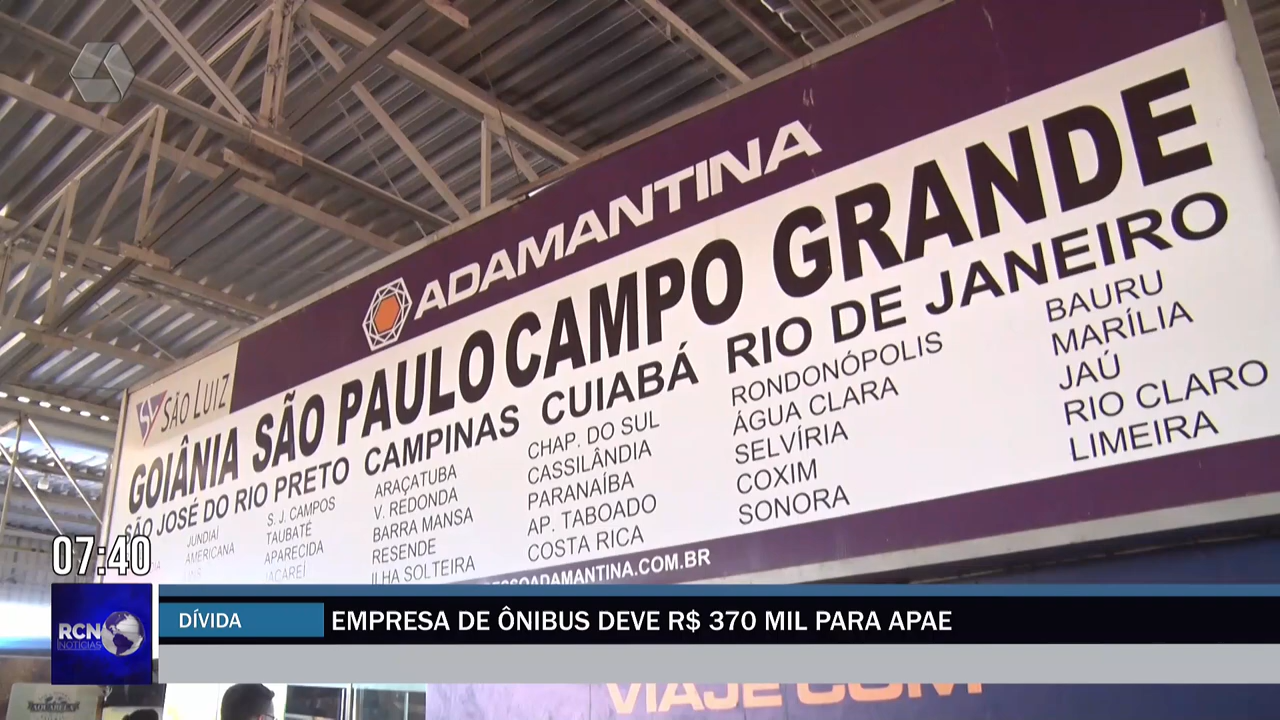 ADAMANTINA
SÃO LUIZ
GOIÂNIA SÃO PAULO CAMPO GRANDE
SÃO JOSÉ DO RIO PRETO CAMPINAS CUIABÁ RIO DE JANEIRO
JUNDIAÍ
AMERICANA
S. J. CAMPOS
TAUBATÉ
APARECIDA
JACAREÍ
ARAÇATUBA
V. REDONDA
BARRA MANSA
RESENDE
ILHA SOLTEIRA
CHAP. DO SUL
CASSILÂNDIA
PARANAÍBA
AP. TABOADO
COSTA RICA
RONDONÓPOLIS
ÁGUA CLARA
SELVÍRIA
COXIM
SONORA
BAURU
MARÍLIA
JAÚ
RIO CLARO
LIMEIRA
ESSOADAMANTINA.COM.BR
07:40
RCN
NOTÍCIAS
DÍVIDA
EMPRESA DE ÔNIBUS DEVE R$ 370 MIL PARA APAE
AQUARELA
VIAJE COM